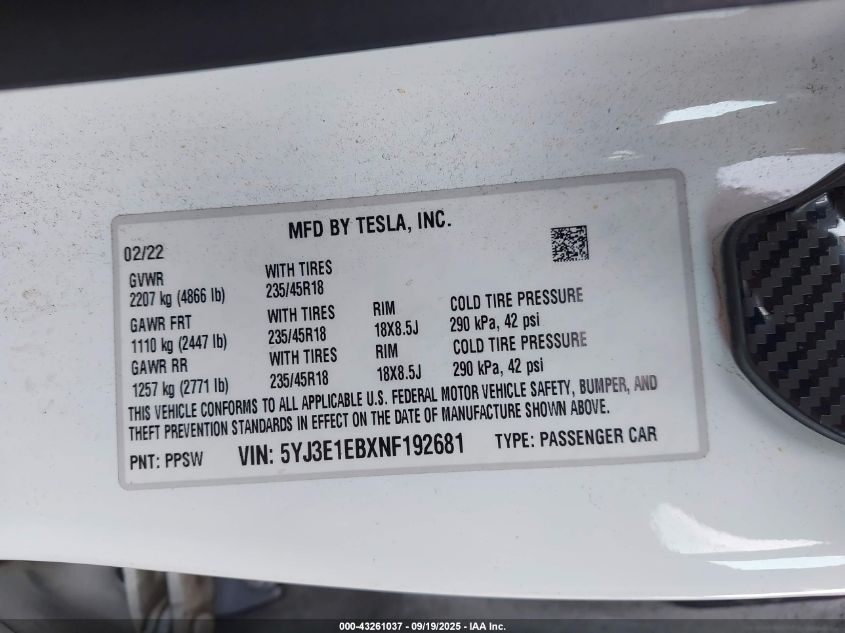 MFD BY TESLA, INC.
02/22
GVWR WITH TIRES
2207 kg (4866 lb) 235/45R18
GAWR FRT WITH TIRES RIM COLD TIRE PRESSURE
1110 kg (2447 lb) 235/45R18 18X8.5J 290 kPa, 42 psi
GAWR RR WITH TIRES RIM COLD TIRE PRESSURE
1257 kg (2771 lb) 235/45R18 18X8.5J 290 kPa, 42 psi
THIS VEHICLE CONFORMS TO ALL APPLICABLE U.S. FEDERAL MOTOR VEHICLE SAFETY, BUMPER, AND
THEFT PREVENTION STANDARDS IN EFFECT ON THE DATE OF MANUFACTURE SHOWN ABOVE.
PNT: PPSW VIN: 5YJ3E1EBXNF192681 TYPE: PASSENGER CAR
000-43261037 - 09/19/2025 - IAA Inc.